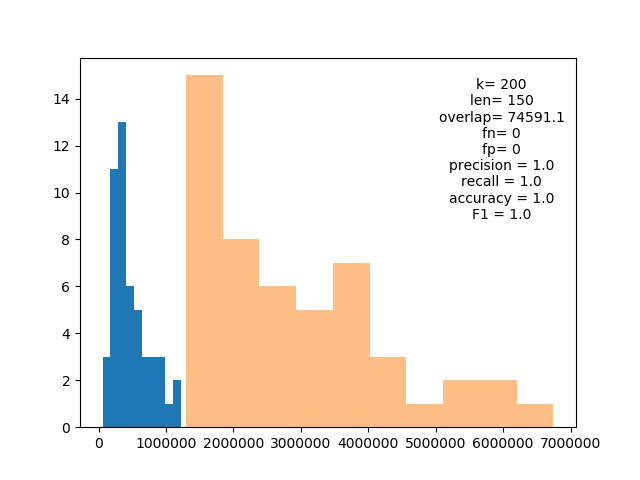 k= 200
len= 150
overlap= 74591.1
fn= 0
fp= 0
precision = 1.0
recall = 1.0
accuracy = 1.0
F1 = 1.0
14
12
10
8
6
4
2
0
0 1000000 2000000 3000000 4000000 5000000 6000000 7000000